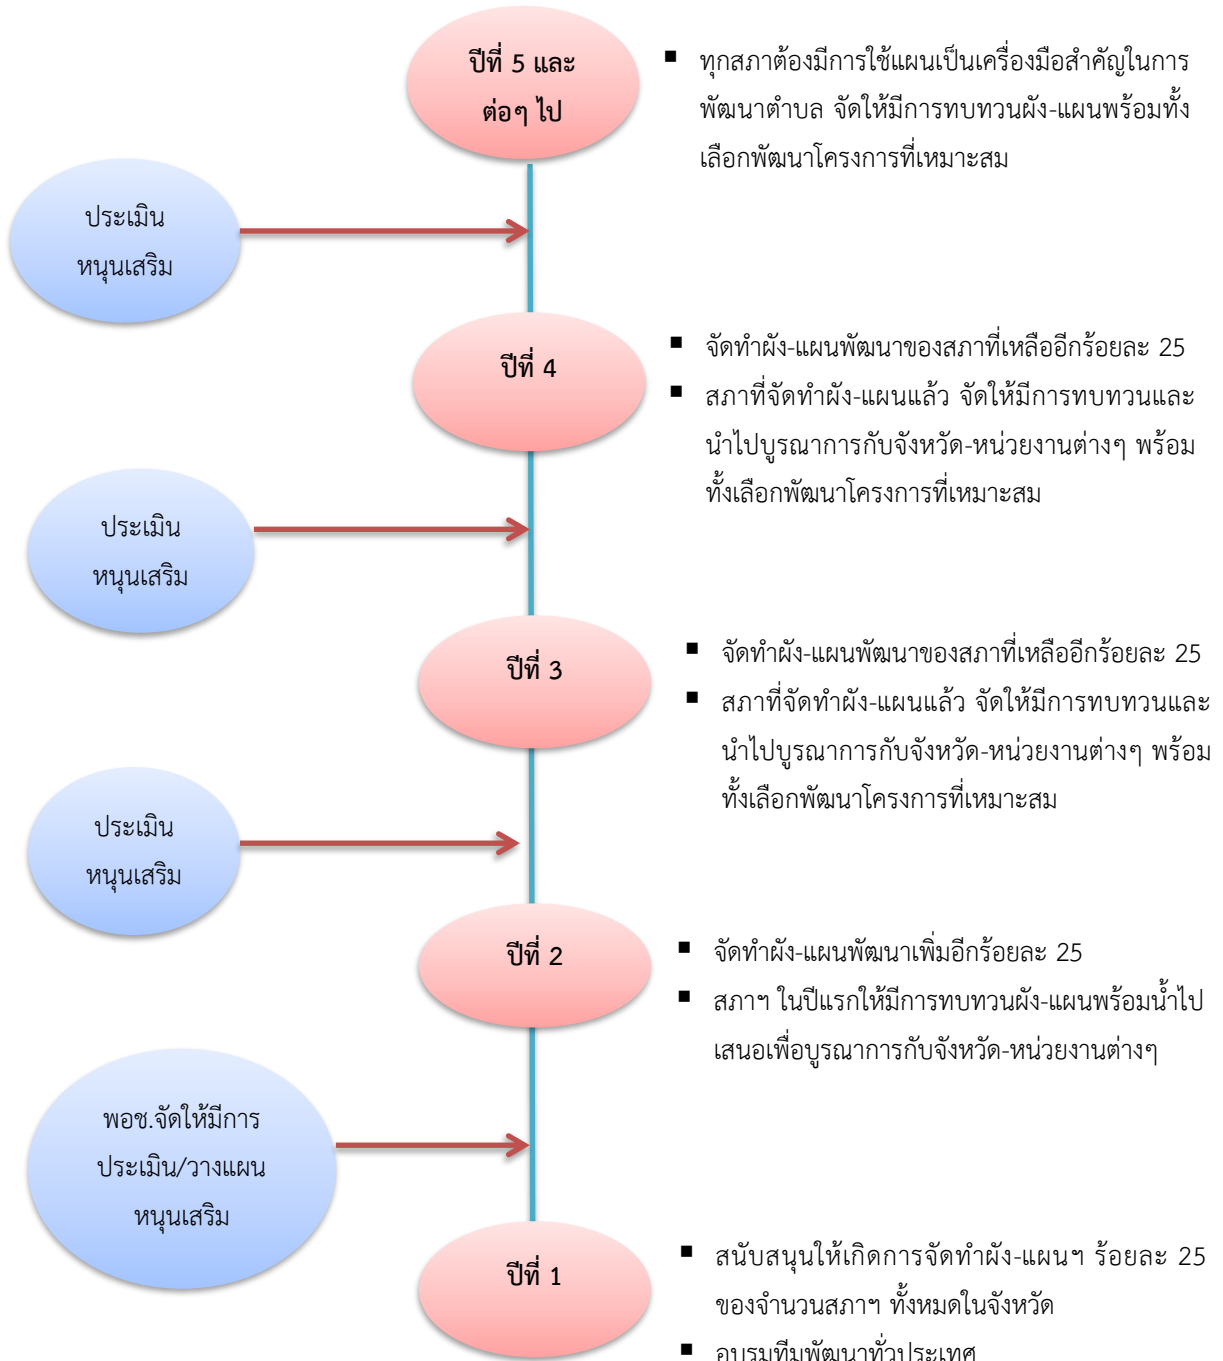 ปีที่ 5 และ
ต่อๆ ไป
▪ ทุกสภาต้องมีการใช้แผนเป็นเครื่องมือสำคัญในการ
พัฒนาตำบล จัดให้มีการทบทวนผัง-แผนพร้อมทั้ง
เลือกพัฒนาโครงการที่เหมาะสม
ประเมิน
หนุนเสริม
ปีที่ 4
▪ จัดทำผัง-แผนพัฒนาของสภาที่เหลืออีกร้อยละ 25
▪ สภาที่จัดทำผัง-แผนแล้ว จัดให้มีการทบทวนและ
นำไปบูรณาการกับจังหวัด-หน่วยงานต่างๆ พร้อม
ทั้งเลือกพัฒนาโครงการที่เหมาะสม
ประเมิน
หนุนเสริม
ปีที่ 3
▪ จัดทำผัง-แผนพัฒนาของสภาที่เหลืออีกร้อยละ 25
▪ สภาที่จัดทำผัง-แผนแล้ว จัดให้มีการทบทวนและ
นำไปบูรณาการกับจังหวัด-หน่วยงานต่างๆ พร้อม
ทั้งเลือกพัฒนาโครงการที่เหมาะสม
ประเมิน
หนุนเสริม
ปีที่ 2
▪ จัดทำผัง-แผนพัฒนาเพิ่มอีกร้อยละ 25
▪ สภาฯ ในปีแรกให้มีการทบทวนผัง-แผนพร้อมน้ำไป
เสนอเพื่อบูรณาการกับจังหวัด-หน่วยงานต่างๆ
พอช.จัดให้มีการ
ประเมิน/วางแผน
หนุนเสริม
ปีที่ 1
▪ สนับสนุนให้เกิดการจัดทำผัง-แผนฯ ร้อยละ 25
ของจำนวนสภาฯ ทั้งหมดในจังหวัด
▪ อบรมทีมพัฒนาทั่วประเทศ